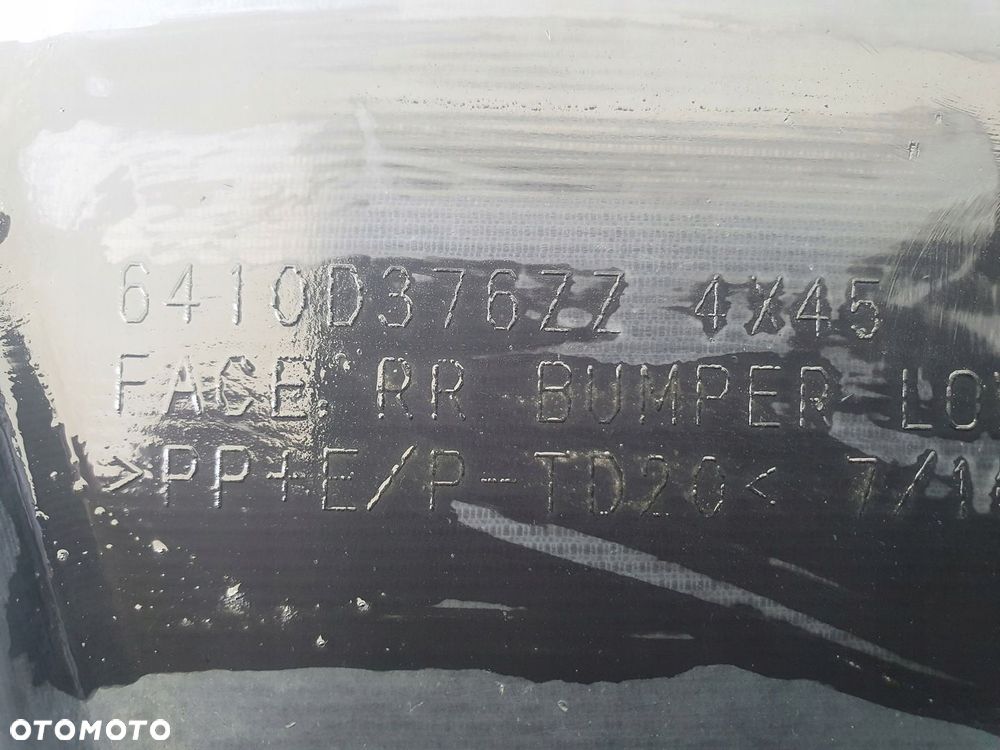 6410D376ZZ 4X45
FACE, RR BUMPER
>PP+E/P-TD20<
OTOMOTO